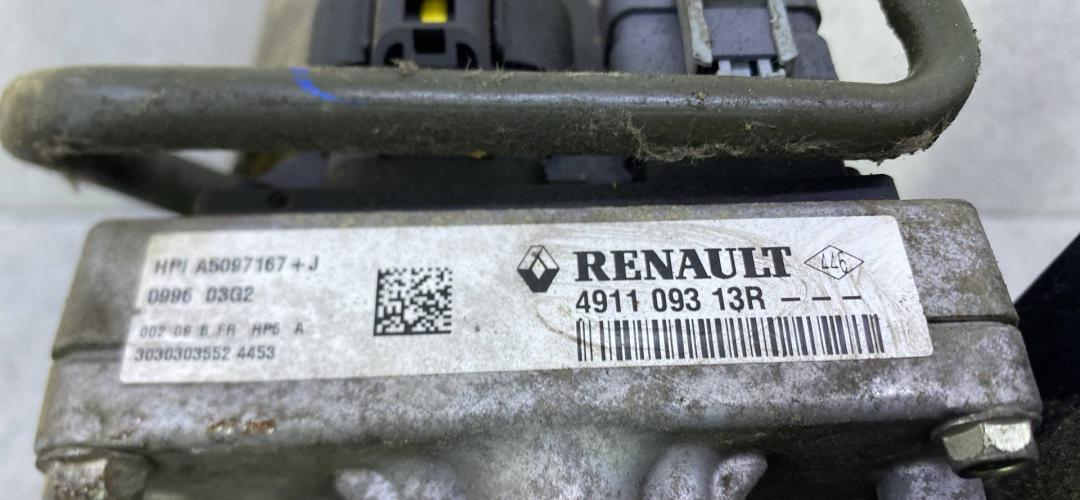 HPI A5097167+J
D996 D3G2
002 09 B FR HP5 A
3030303552 4453
RENAULT
446
4911 093 13R - - -